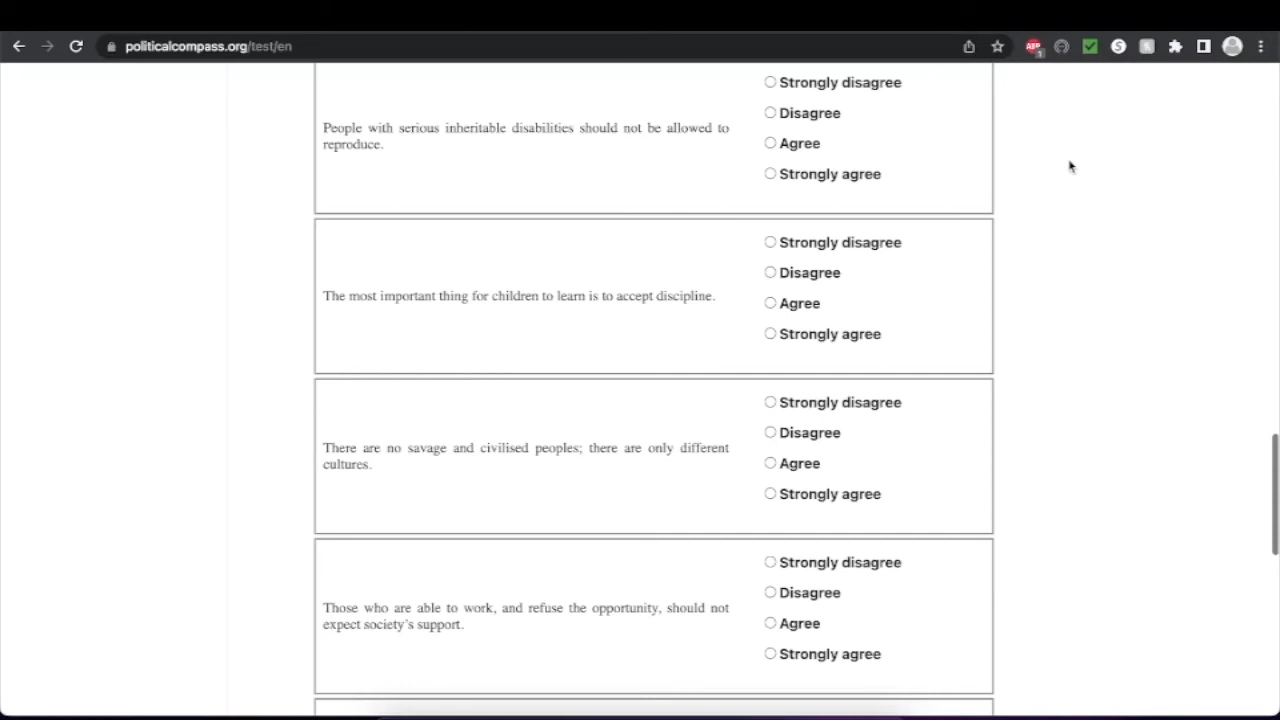 politicalcompass.org/test/en
ABP
1
S
Strongly disagree
Disagree
People with serious inheritable disabilities should not be allowed to
reproduce.
Agree
Strongly agree
Strongly disagree
Disagree
The most important thing for children to learn is to accept discipline.
Agree
Strongly agree
Strongly disagree
Disagree
There are no savage and civilised peoples; there are only different
cultures.
Agree
Strongly agree
Strongly disagree
Disagree
Those who are able to work, and refuse the opportunity, should not
expect society's support.
Agree
Strongly agree